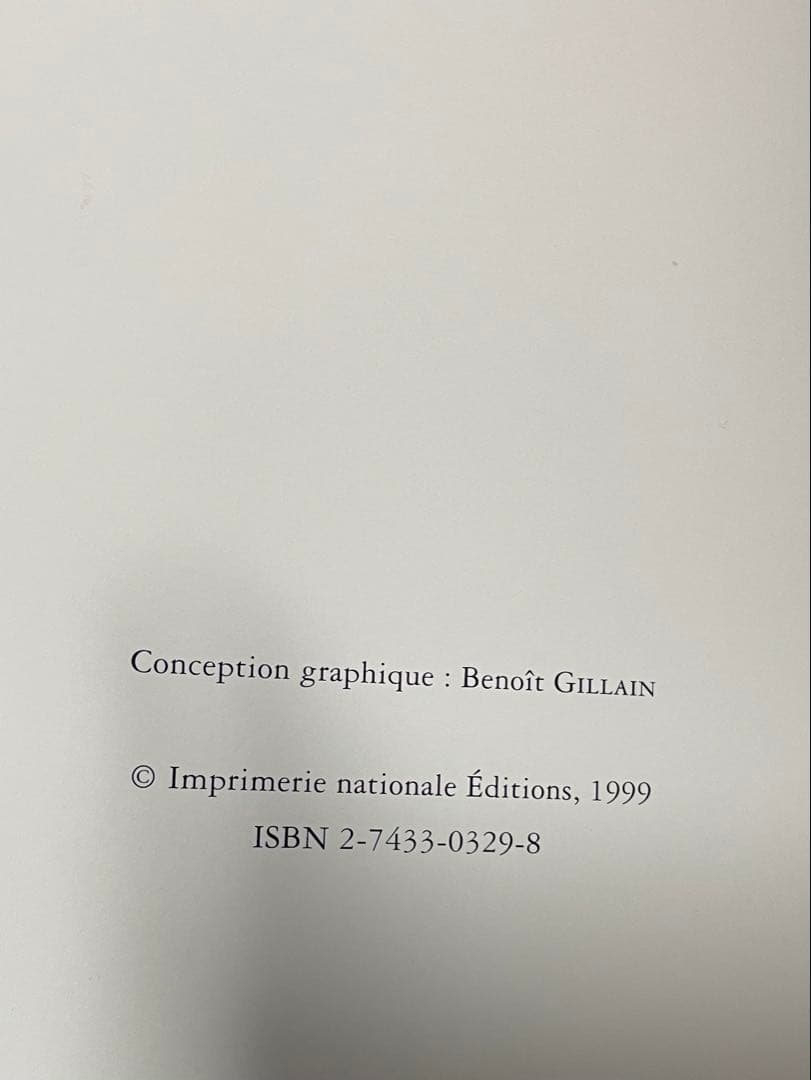 Conception graphique : Benoît GILLAIN
© Imprimerie nationale Éditions, 1999
ISBN 2-7433-0329-8